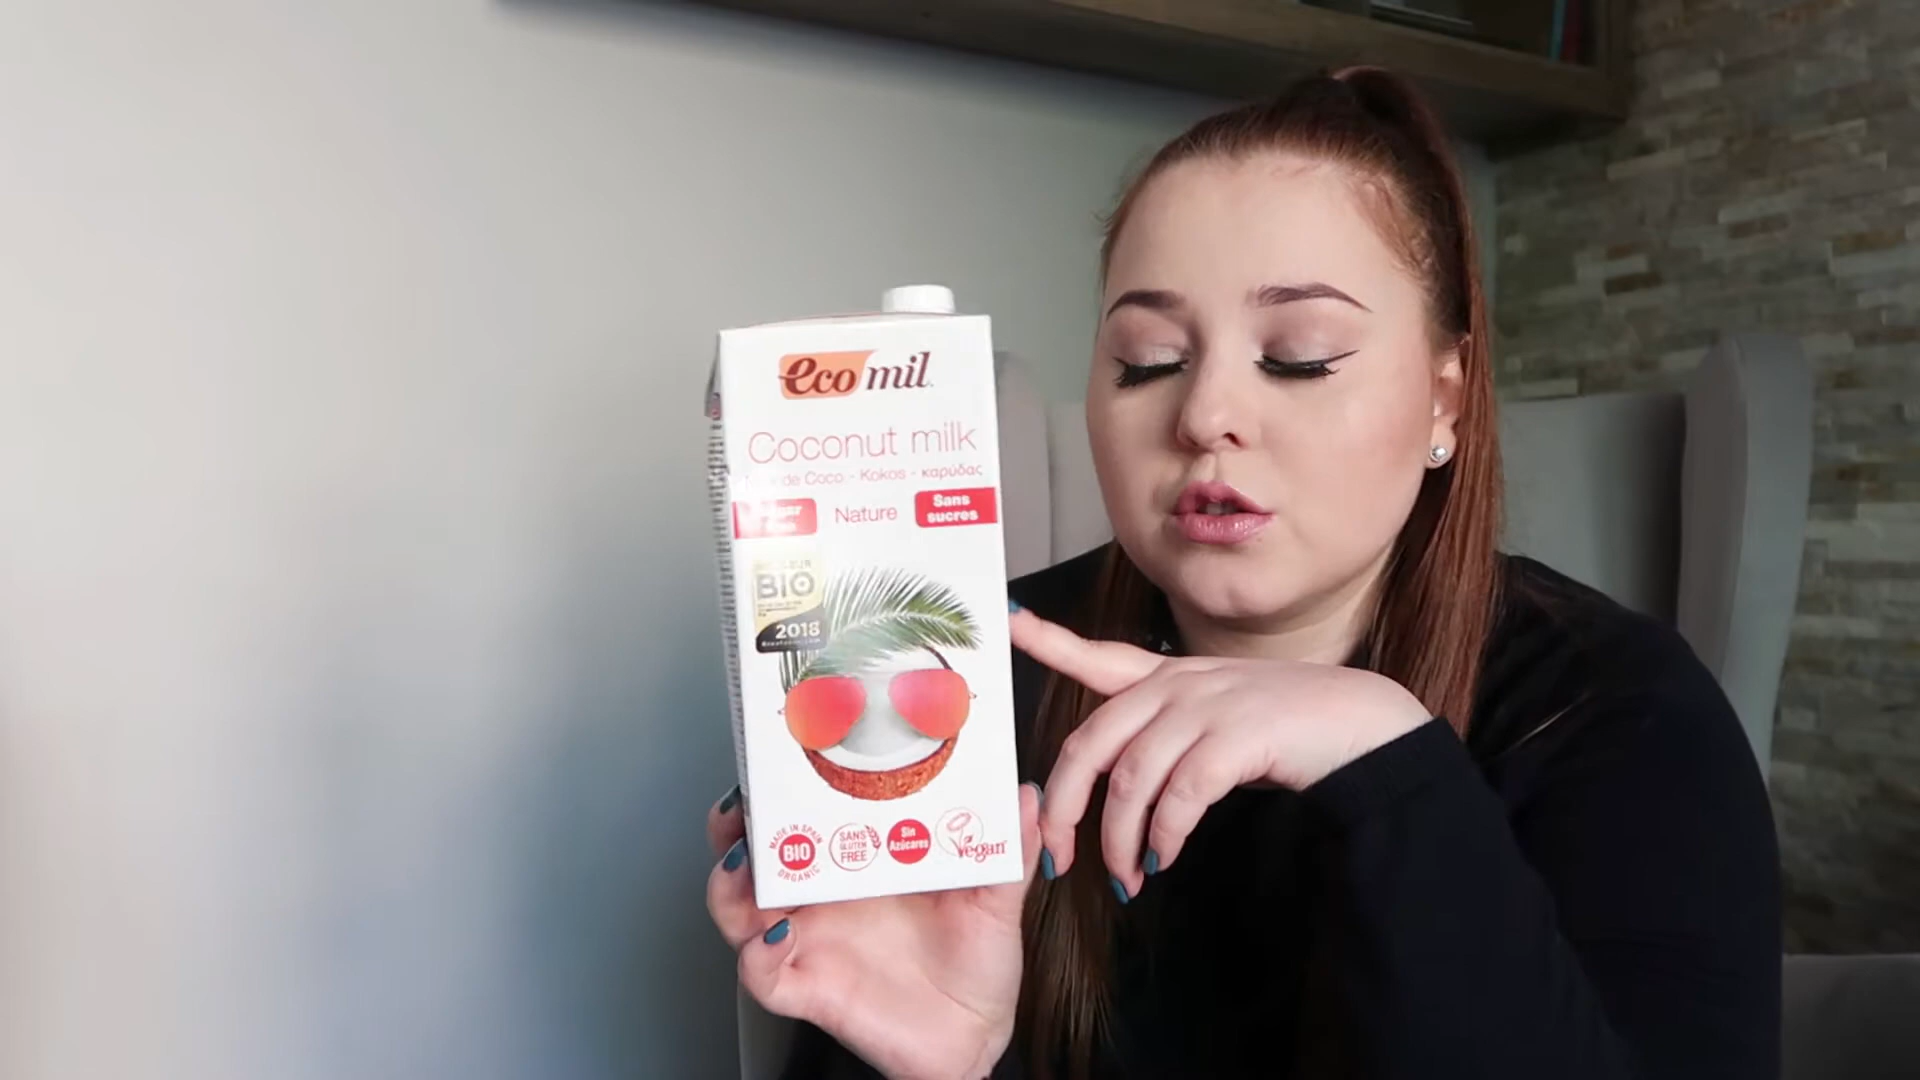 ecomil
Coconut milk
de Coco - Kokos - καρύδας
Nature
Sans
sucres
BIO
2018
MADE IN SPAIN
BIO
ORGANIC
SANS
GLUTEN
FREE
Sin
Azúcares
Vegan